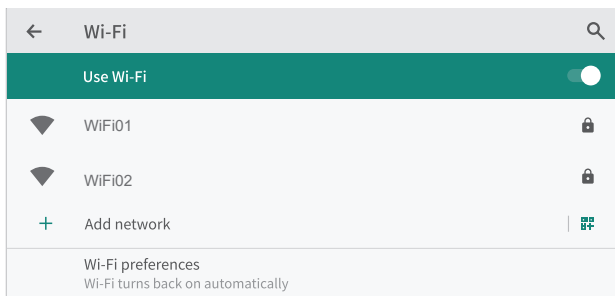 Wi-Fi
Use Wi-Fi
WiFi01
WiFi02
Add network
Wi-Fi preferences
Wi-Fi turns back on automatically